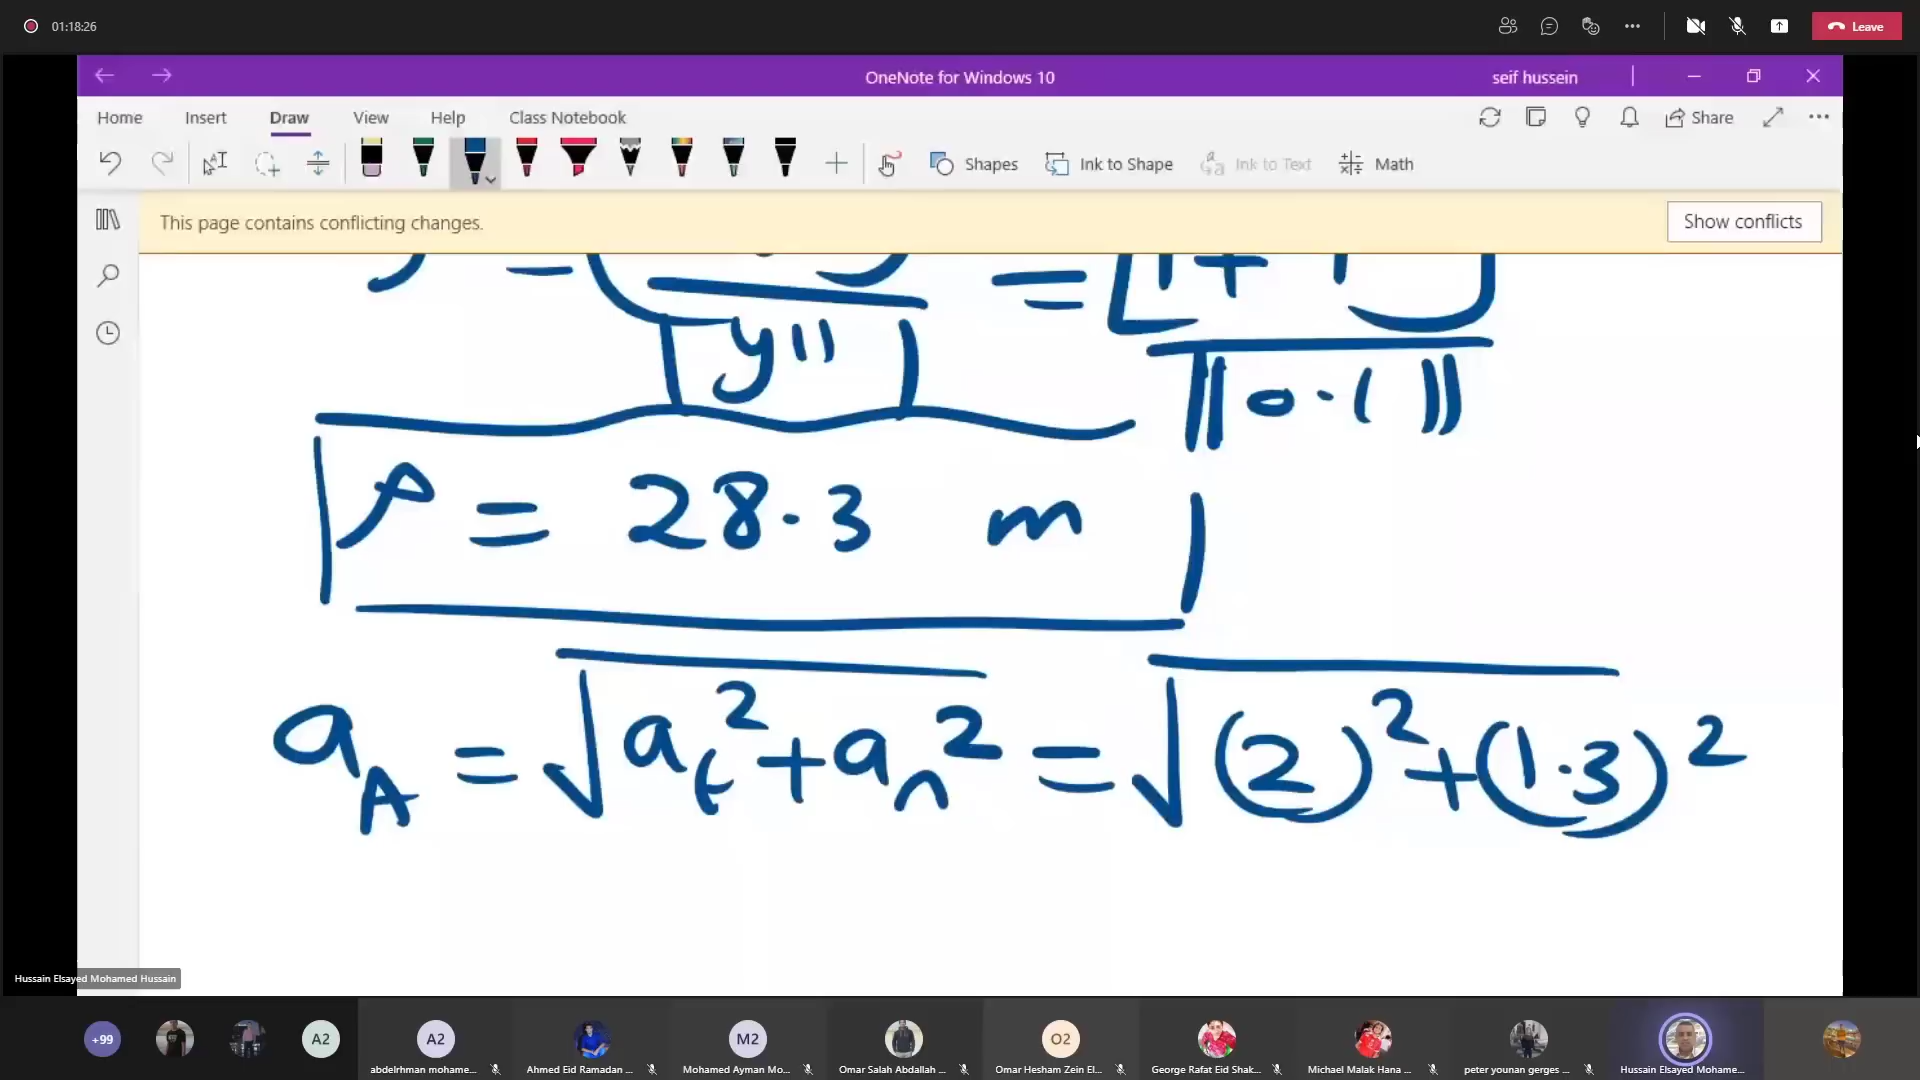 01:18:26
Leave
OneNote for Windows 10
seif hussein
Home Insert Draw View Help Class Notebook
Share
Shapes Ink to Shape Ink to Text Math
This page contains conflicting changes.
Show conflicts
= =
y'' |0.1|
ρ = 28.3 m
a_A = √(a_t² + a_n²) = √((2)² + (1.3)²)
Hussain Elsayed Mohamed Hussain
+99 A2 A2 M2 O2
abdelrhman mohame... Ahmed Eid Ramadan ... Mohamed Ayman Mo... Omar Salah Abdallah ... Omar Hesham Zein El... George Rafat Eid Shak... Michael Malak Hana ... peter younan gerges ... Hussain Elsayed Mohame...